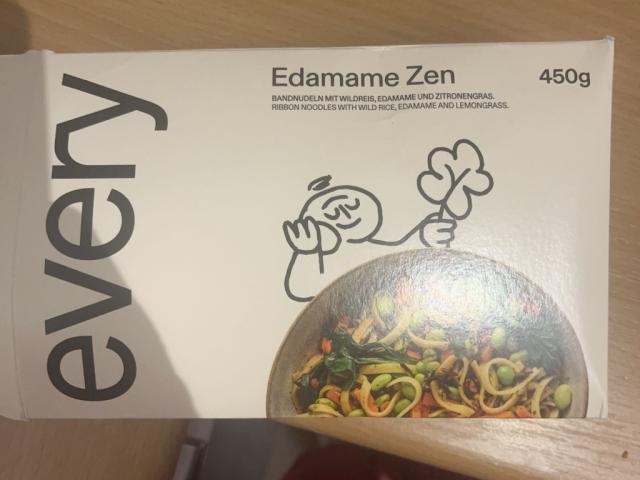 every
Edamame Zen
450g
BANDNUDELN MIT WILDREIS, EDAMAME UND ZITRONENGRAS.
RIBBON NOODLES WITH WILD RICE, EDAMAME AND LEMONGRASS.